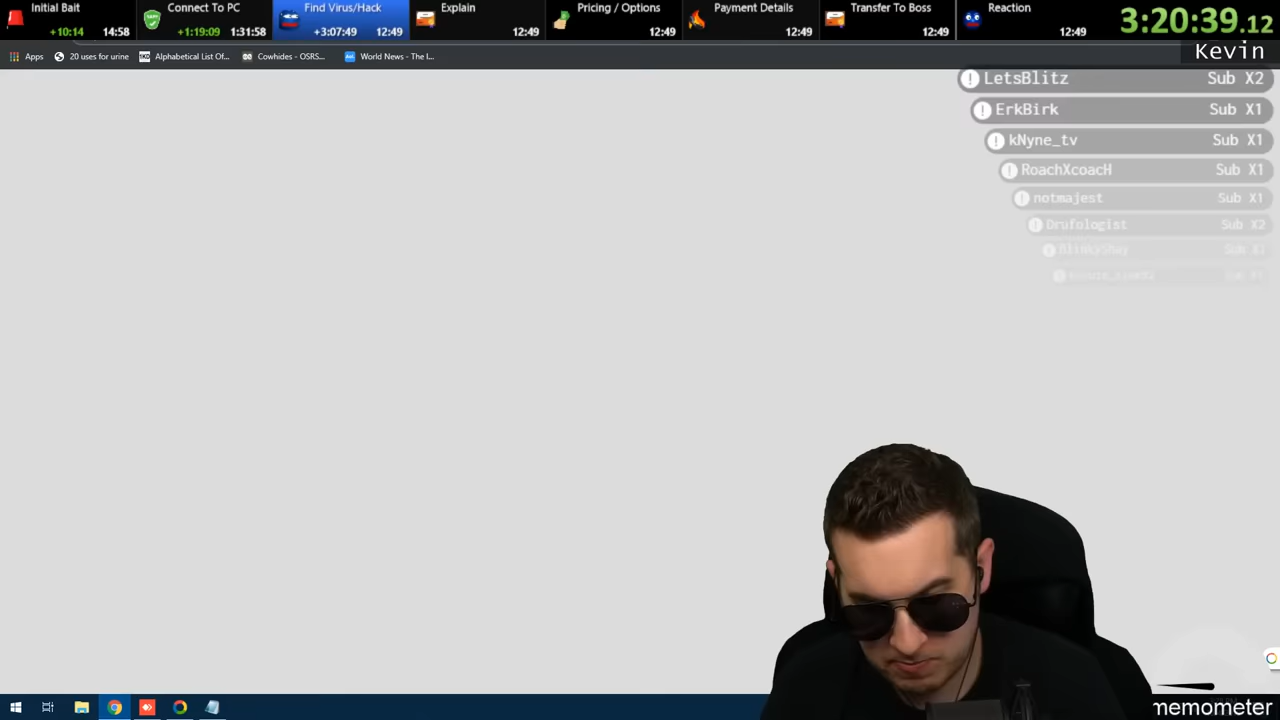 Initial Bait
+10:14 14:58
Connect To PC
+1:19:09 1:31:58
Find Virus/Hack
+3:07:49 12:49
Explain
12:49
Pricing / Options
12:49
Payment Details
12:49
Transfer To Boss
12:49
Reaction
12:49
3:20:39.12
Kevin
Apps
20 uses for urine
Alphabetical List Of...
Cowhides - OSRS...
World News - The I...
LetsBlitz Sub X2
ErkBirk Sub X1
kNyne_tv Sub X1
RoachXcoacH Sub X1
notmajest Sub X1
Drufologist Sub X2
memometer